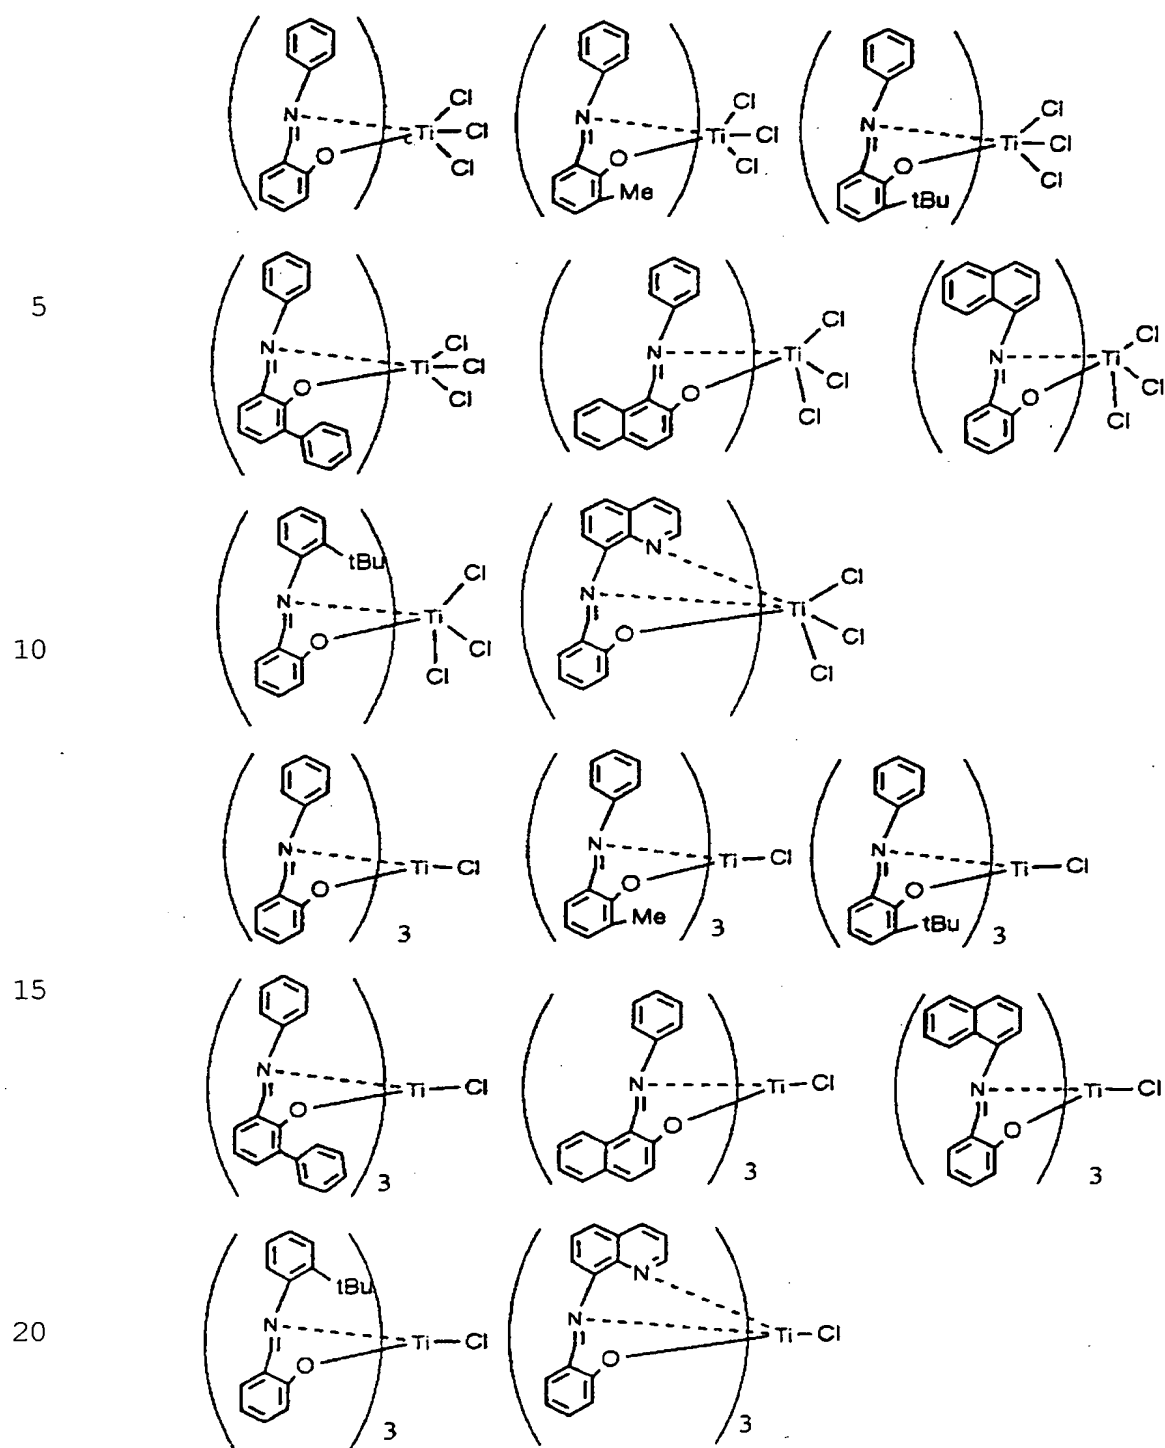 Cl Cl Cl
N N N
Ti Cl Ti Cl Ti Cl
O Cl O Cl O Cl
Me tBu
5
Cl Cl
N Cl N Ti N Ti Cl
Ti Cl
O Cl O Cl O Cl
Cl Cl
tBu N
Cl Cl
N Ti N Ti
O Cl O Cl
10
Cl Cl
N N N
Ti Cl Ti Cl Ti Cl
O O O
Me tBu
3 3 3
15
N Ti Cl N Ti Cl N Ti Cl
O O O
3 3 3
tBu N
N N
20
Ti Cl Ti Cl
O O
3 3